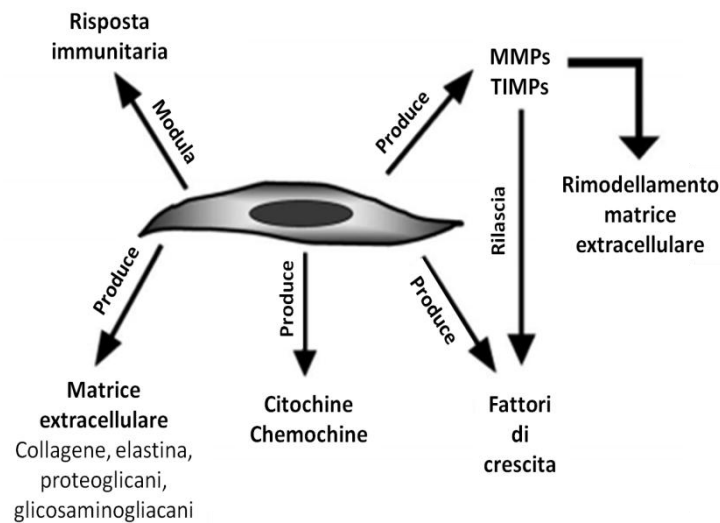 Risposta
immunitaria
MMPs
TIMPs
Modula
Produce
Rimodellamento
matrice
extracellulare
Rilascia
Produce
Produce
Produce
Matrice
extracellulare
Collagene, elastina,
proteoglicani,
glicosaminogliacani
Citochine
Chemochine
Fattori
di
crescita